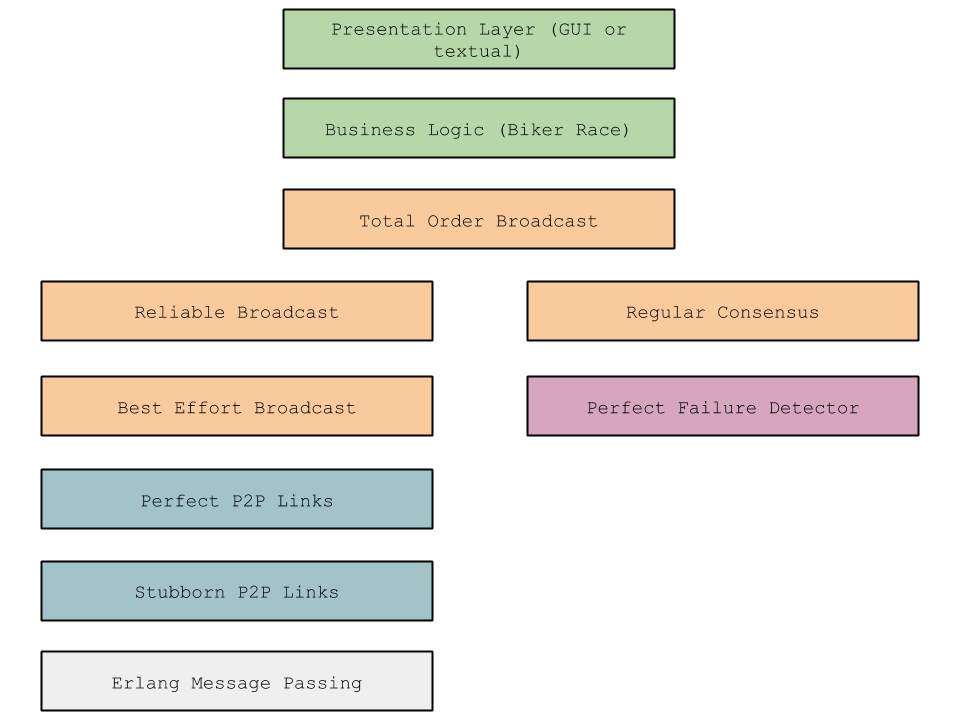 Presentation Layer (GUI or
textual)
Business Logic (Biker Race)
Total Order Broadcast
Reliable Broadcast
Regular Consensus
Best Effort Broadcast
Perfect Failure Detector
Perfect P2P Links
Stubborn P2P Links
Erlang Message Passing